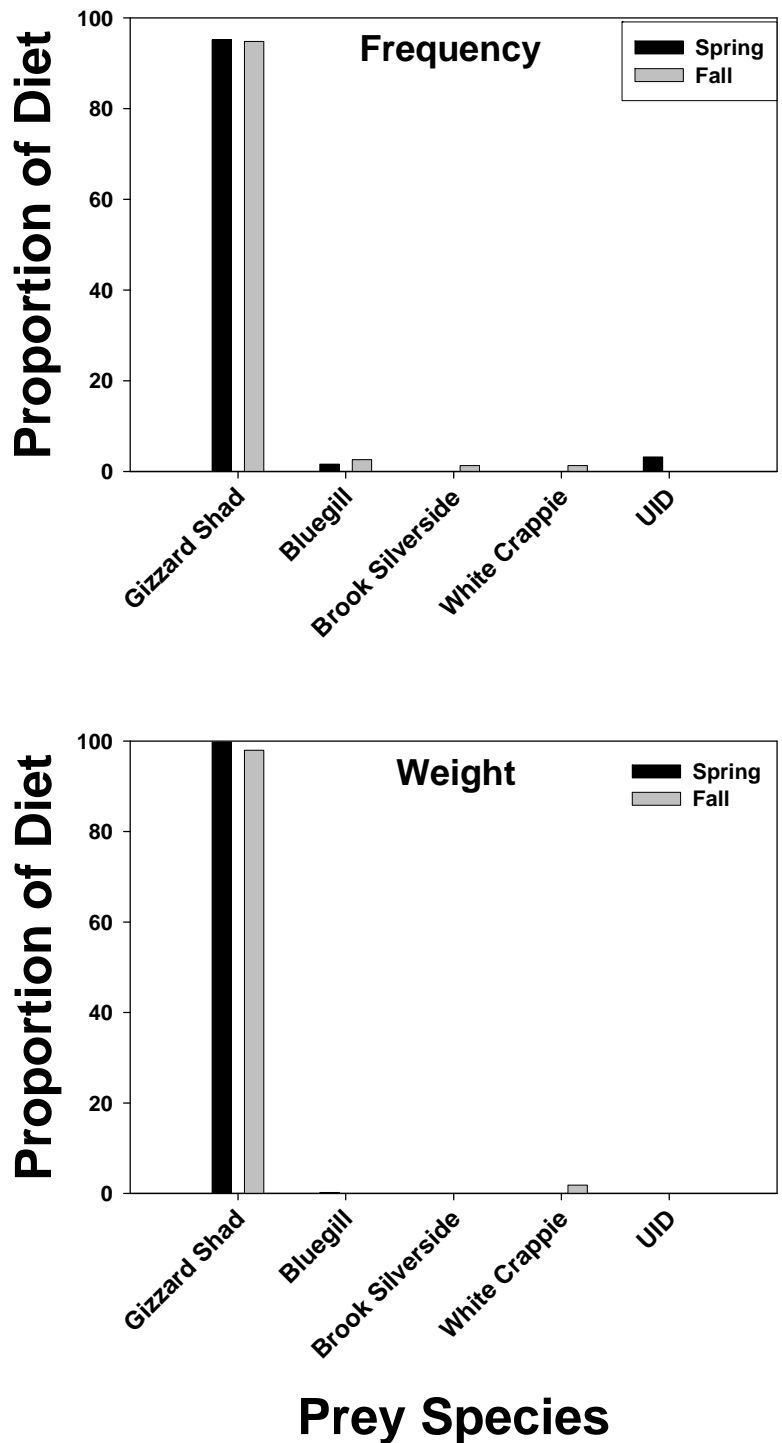 Frequency
Spring
Fall
Proportion of Diet
100
80
60
40
20
0
Gizzard Shad
Bluegill
Brook Silverside
White Crappie
UID
Weight
Spring
Fall
Proportion of Diet
100
80
60
40
20
0
Gizzard Shad
Bluegill
Brook Silverside
White Crappie
UID
Prey Species